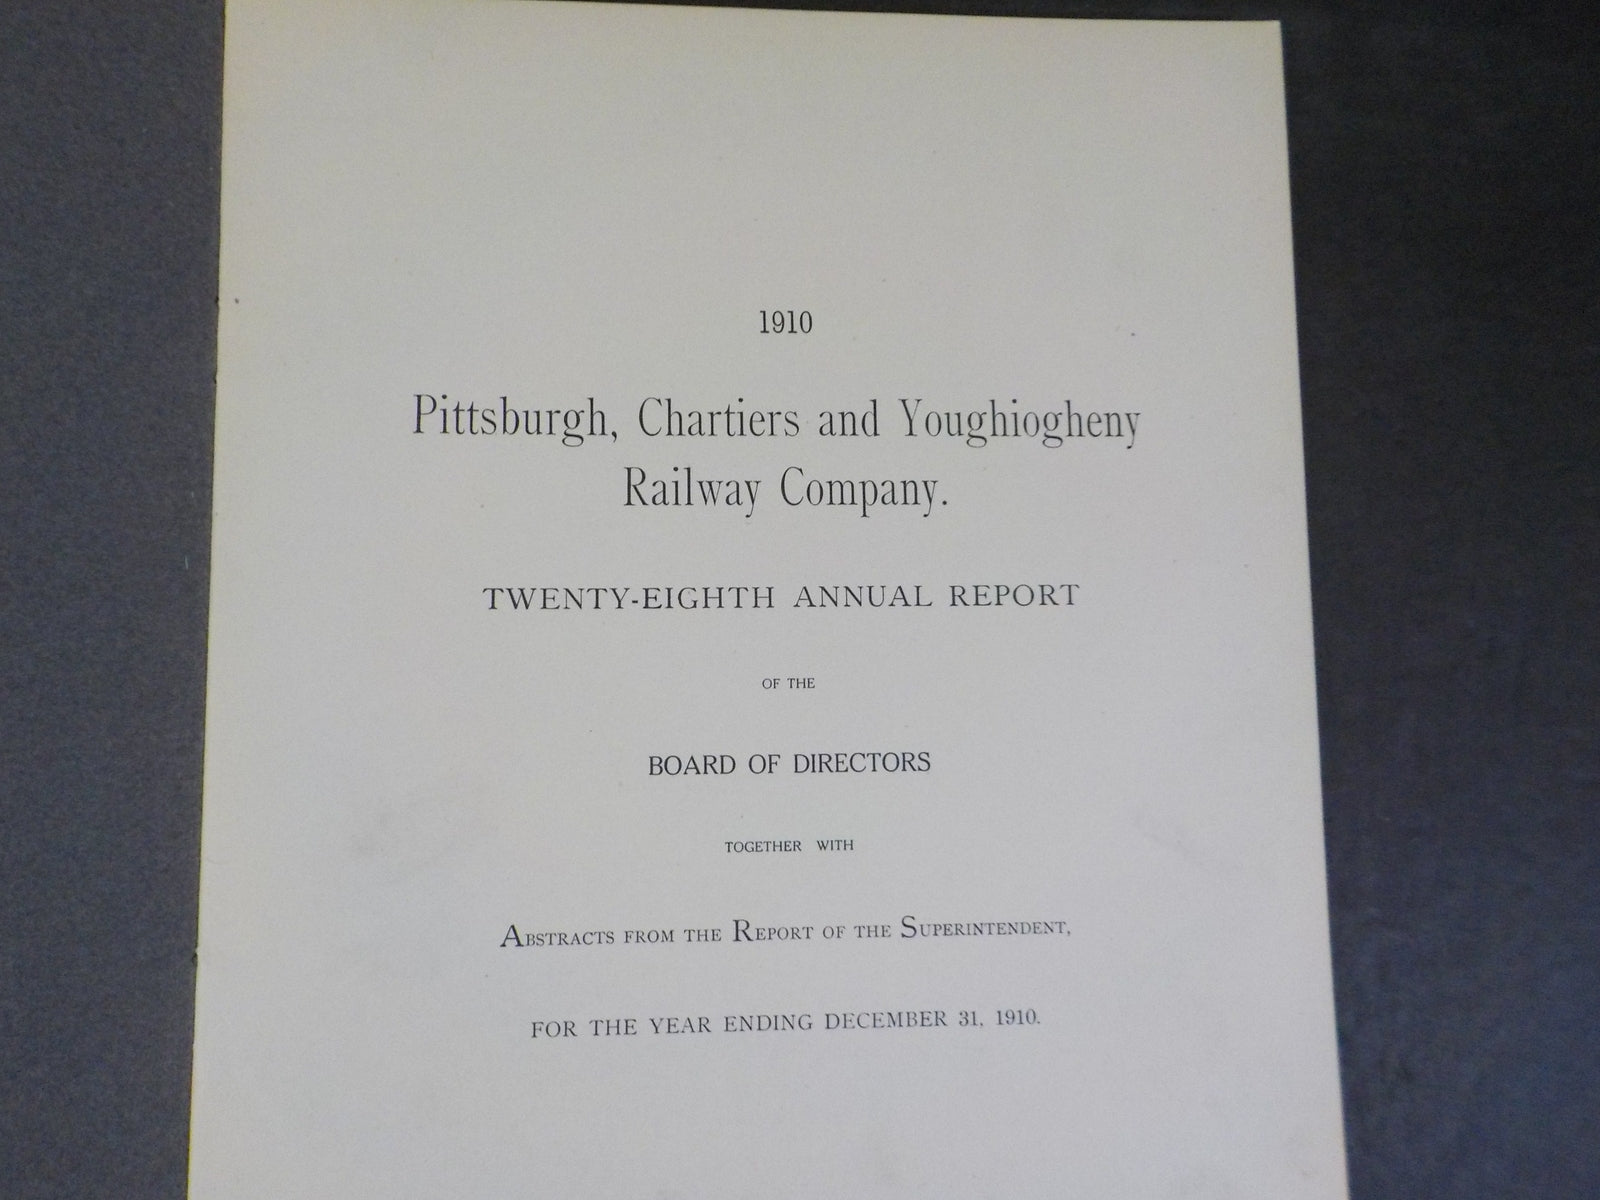 1910
Pittsburgh, Chartiers and Youghiogheny
Railway Company.
TWENTY-EIGHTH ANNUAL REPORT
OF THE
BOARD OF DIRECTORS
TOGETHER WITH
ABSTRACTS FROM THE REPORT OF THE SUPERINTENDENT,
FOR THE YEAR ENDING DECEMBER 31, 1910.